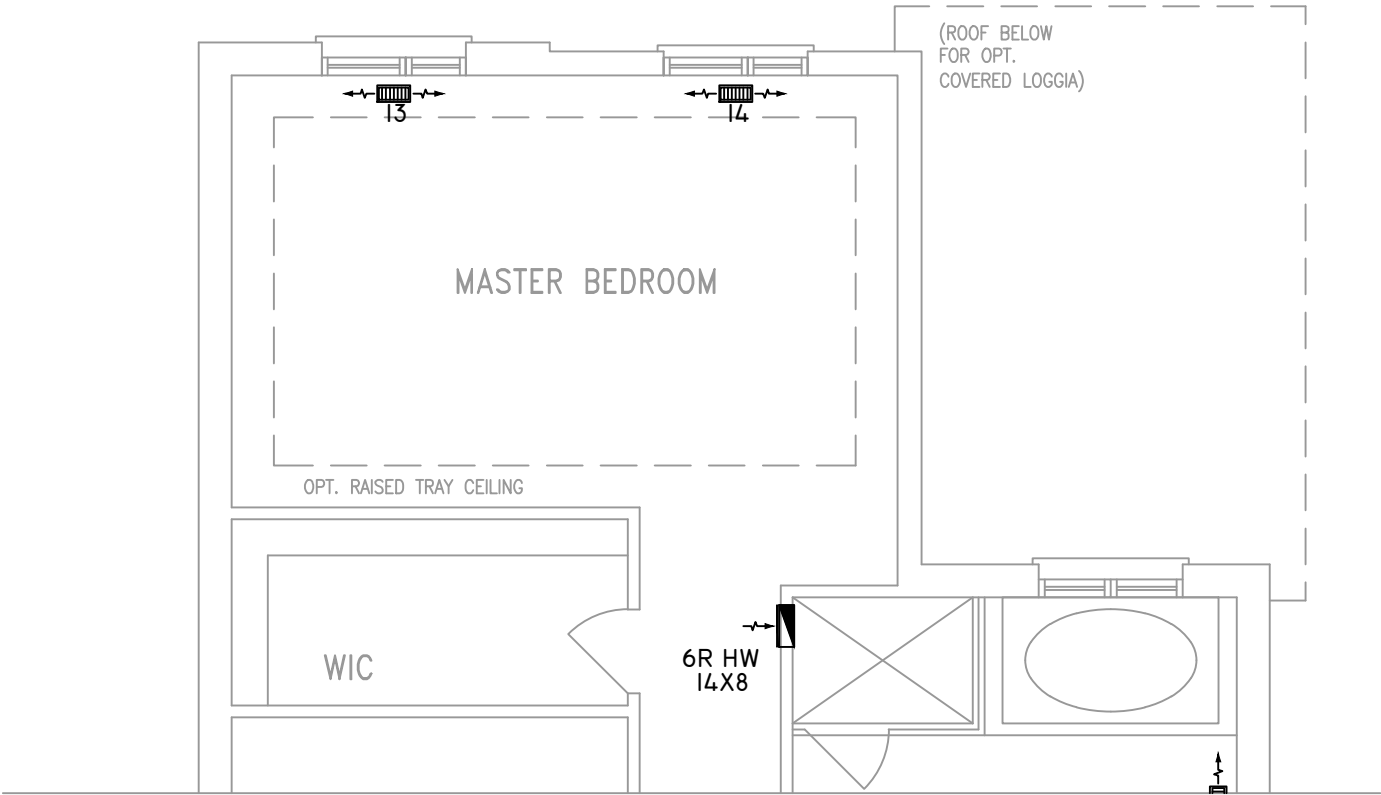 (ROOF BELOW
FOR OPT.
COVERED LOGGIA)
13
14
MASTER BEDROOM
OPT. RAISED TRAY CEILING
WIC
6R HW
14X8